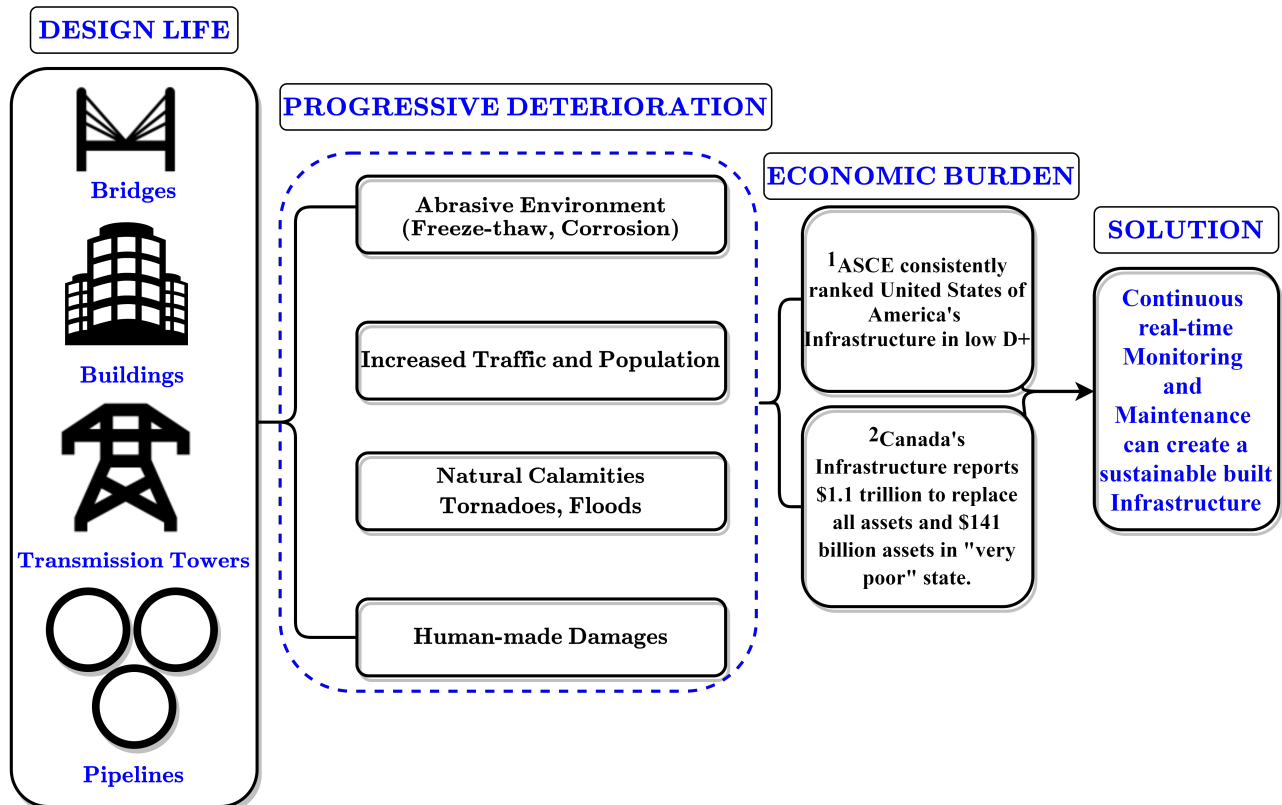 DESIGN LIFE
Bridges
Buildings
Transmission Towers
Pipelines
PROGRESSIVE DETERIORATION
Abrasive Environment
(Freeze-thaw, Corrosion)
Increased Traffic and Population
Natural Calamities
Tornadoes, Floods
Human-made Damages
ECONOMIC BURDEN
1ASCE consistently
ranked United States of
America's
Infrastructure in low D+
2Canada's
Infrastructure reports
$1.1 trillion to replace
all assets and $141
billion assets in "very
poor" state.
SOLUTION
Continuous
real-time
Monitoring
and
Maintenance
can create a
sustainable built
Infrastructure